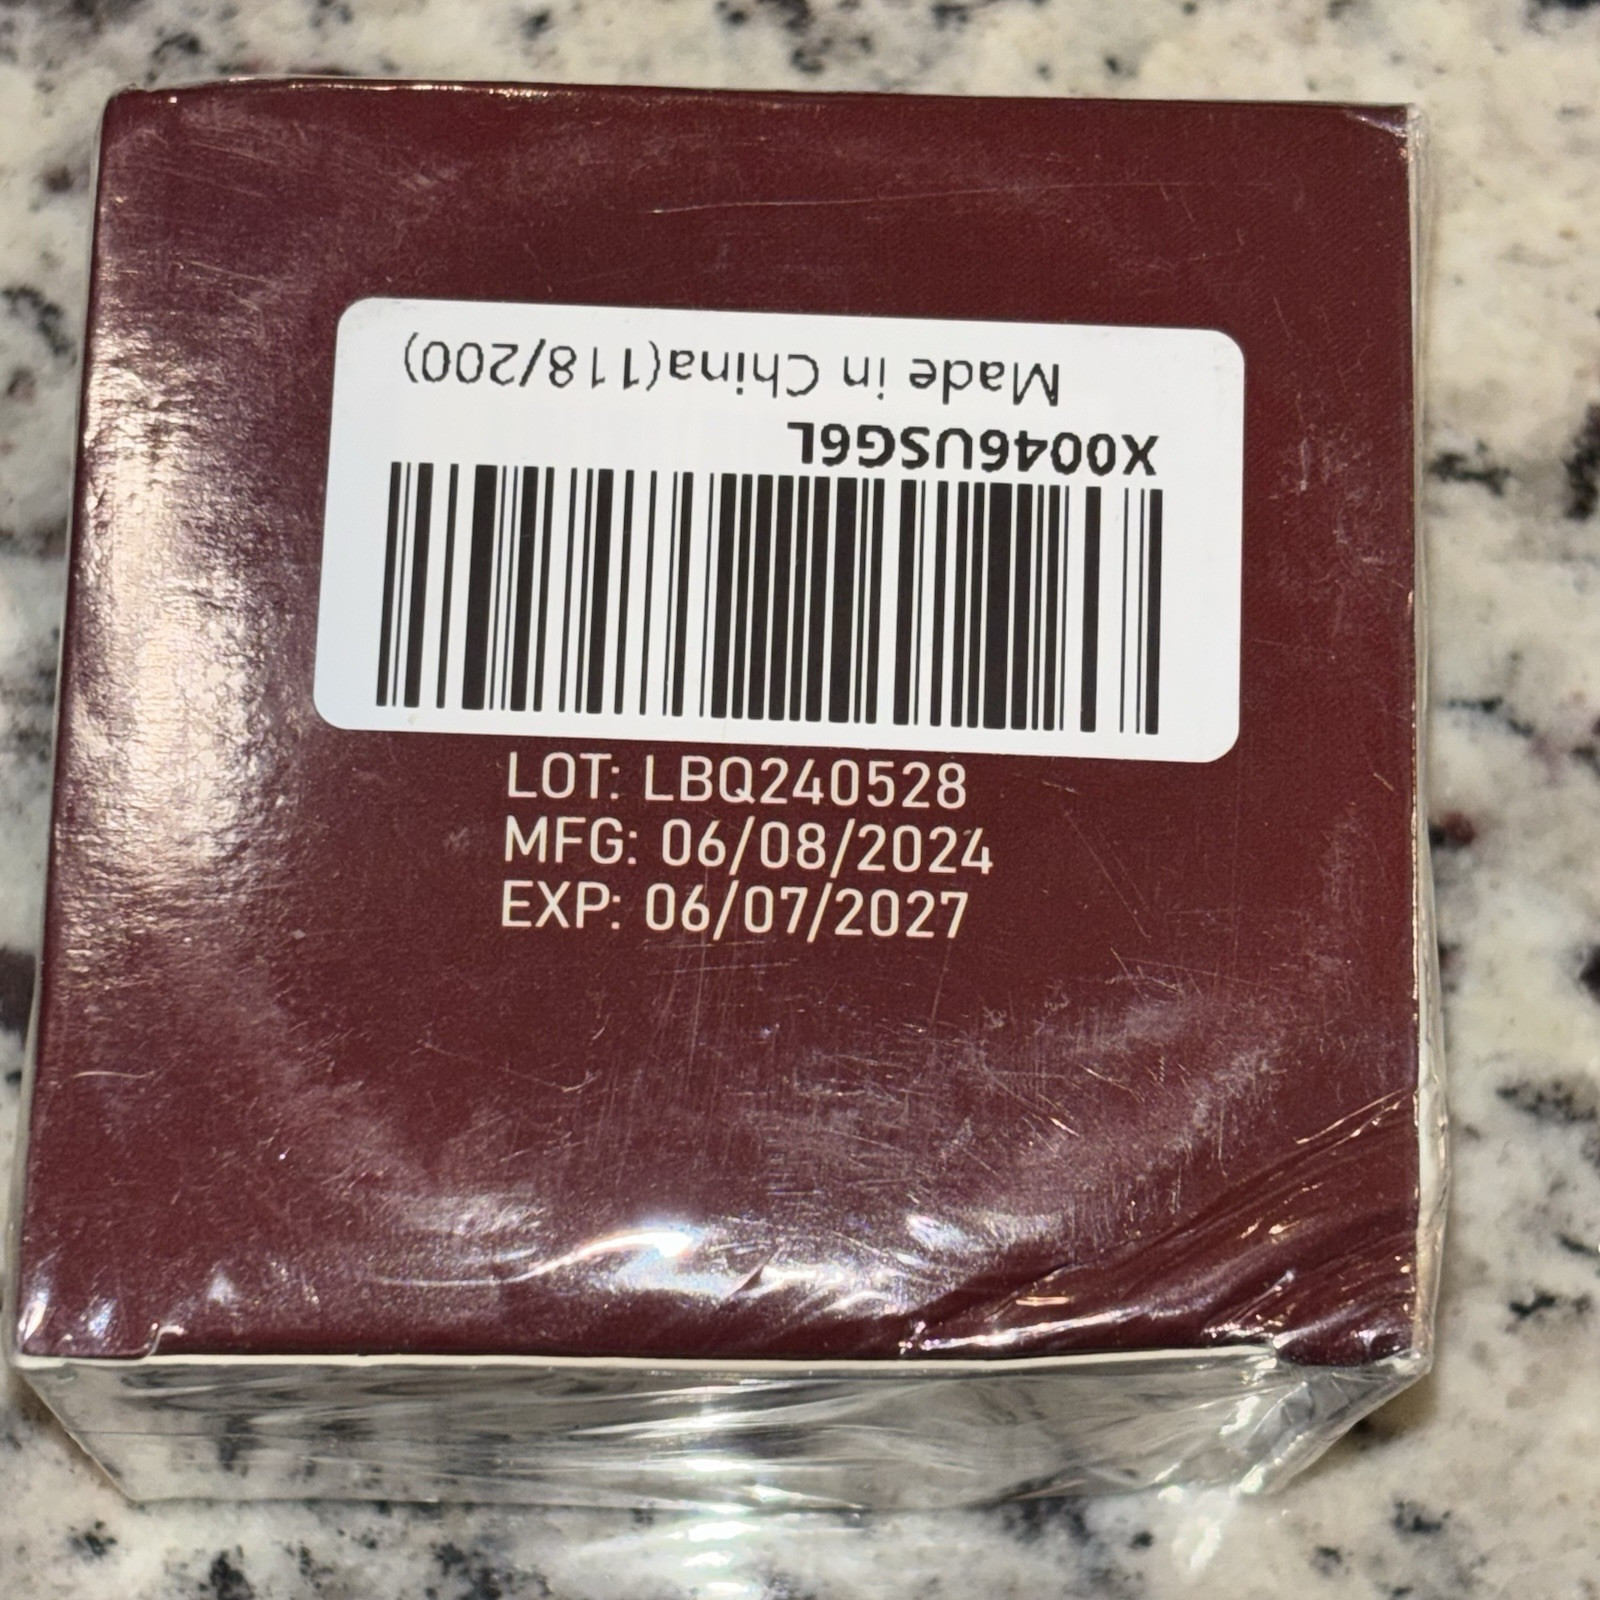 Made in China(118/200)
X0046USG6L
LOT: LBQ240528
MFG: 06/08/2024
EXP: 06/07/2027